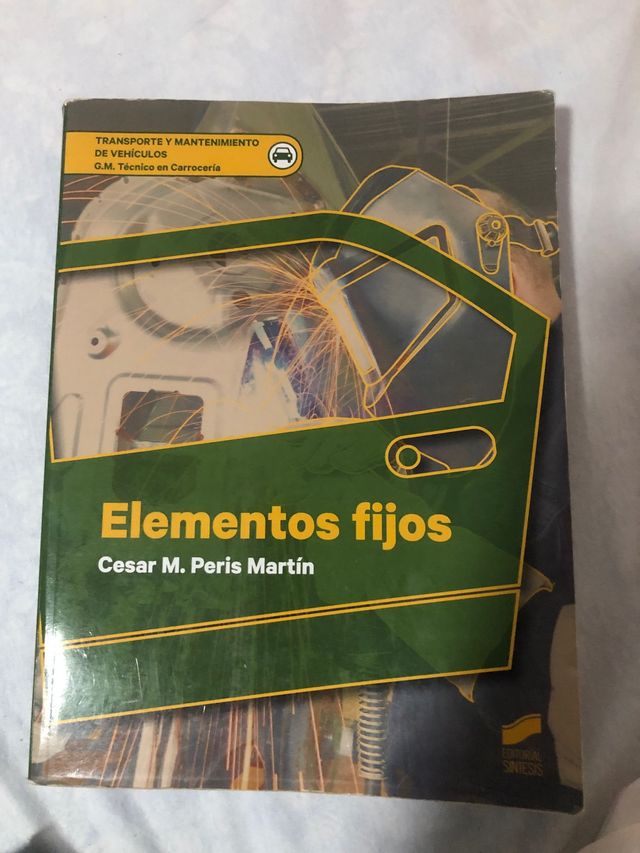 TRANSPORTE Y MANTENIMIENTO
DE VEHÍCULOS
G.M. Técnico en Carrocería
Elementos fijos
Cesar M. Peris Martín
EDITORIAL
SÍNTESIS